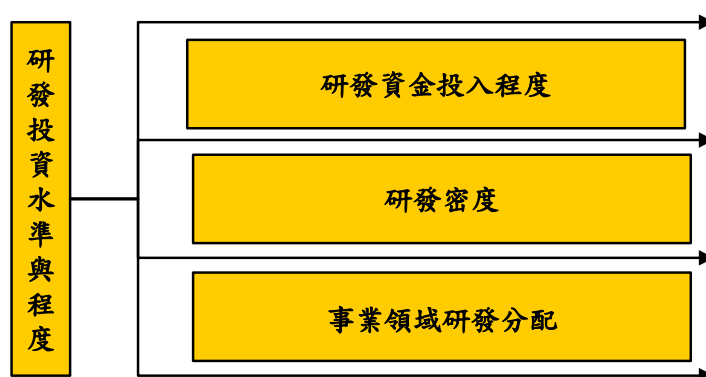 研發投資水準與程度
研發資金投入程度
研發密度
事業領域研發分配